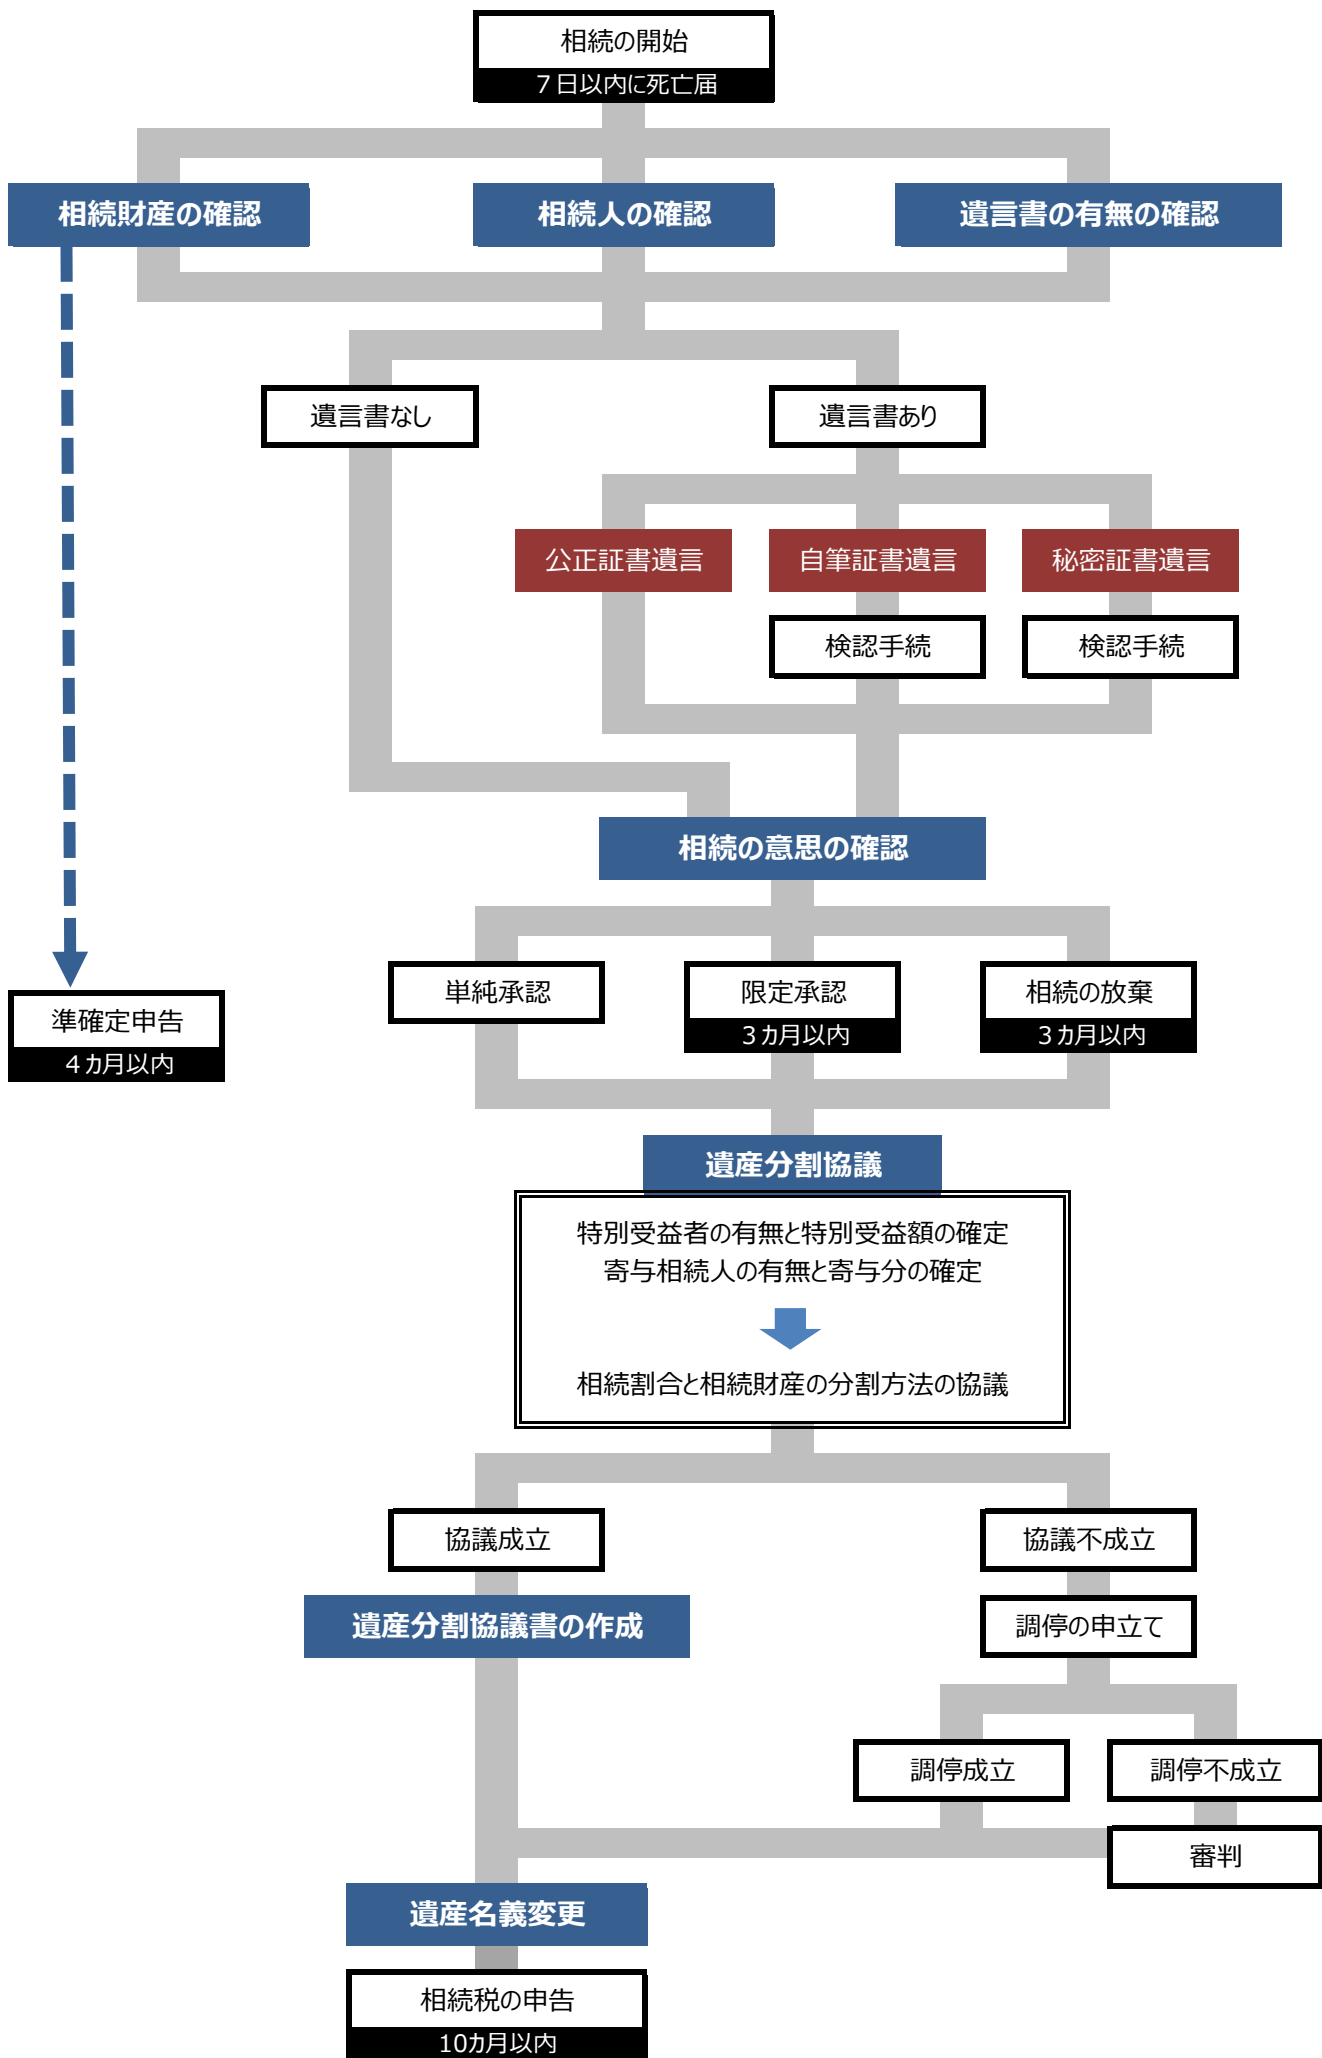 相続の開始
７日以内に死亡届
相続財産の確認
相続人の確認
遺言書の有無の確認
遺言書なし
遺言書あり
公正証書遺言
自筆証書遺言
秘密証書遺言
検認手続
検認手続
相続の意思の確認
単純承認
限定承認
３ヵ月以内
相続の放棄
３ヵ月以内
準確定申告
４ヵ月以内
遺産分割協議
特別受益者の有無と特別受益額の確定
寄与相続人の有無と寄与分の確定
相続割合と相続財産の分割方法の協議
協議成立
協議不成立
遺産分割協議書の作成
調停の申立て
調停成立
調停不成立
審判
遺産名義変更
相続税の申告
10ヵ月以内